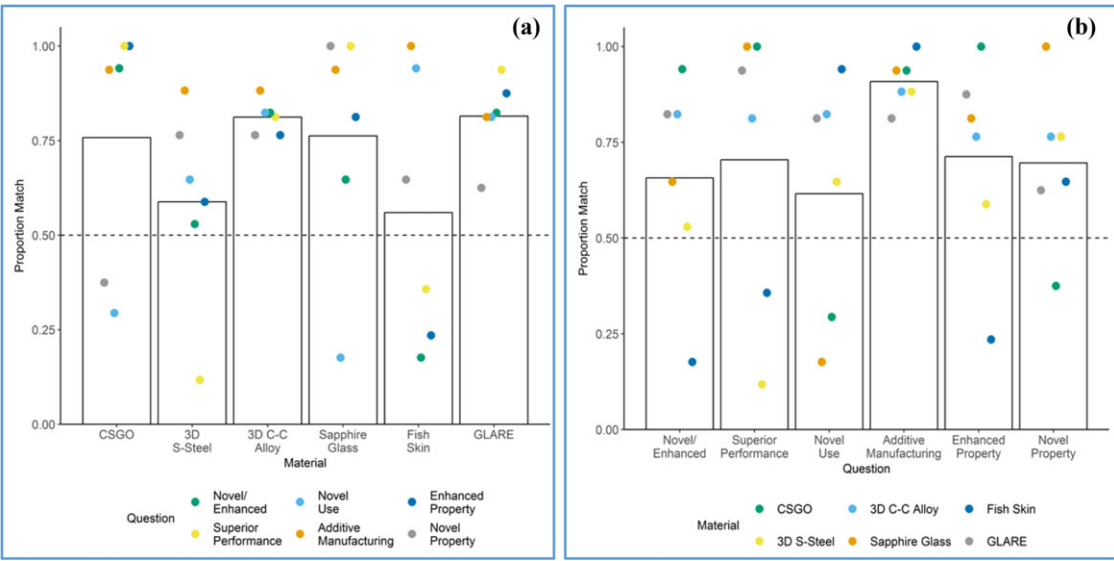 (a)
1.00
0.75
0.50
0.25
0.00
Proportion Match
CSGO
3D
S-Steel
3D C-C
Alloy
Sapphire
Glass
Fish
Skin
GLARE
Material
Question
Novel/
Enhanced
Novel
Use
Enhanced
Property
Superior
Performance
Additive
Manufacturing
Novel
Property
(b)
1.00
0.75
0.50
0.25
0.00
Proportion Match
Novel/
Enhanced
Superior
Performance
Novel
Use
Additive
Manufacturing
Enhanced
Property
Novel
Property
Question
Material
CSGO
3D C-C Alloy
Fish Skin
3D S-Steel
Sapphire Glass
GLARE